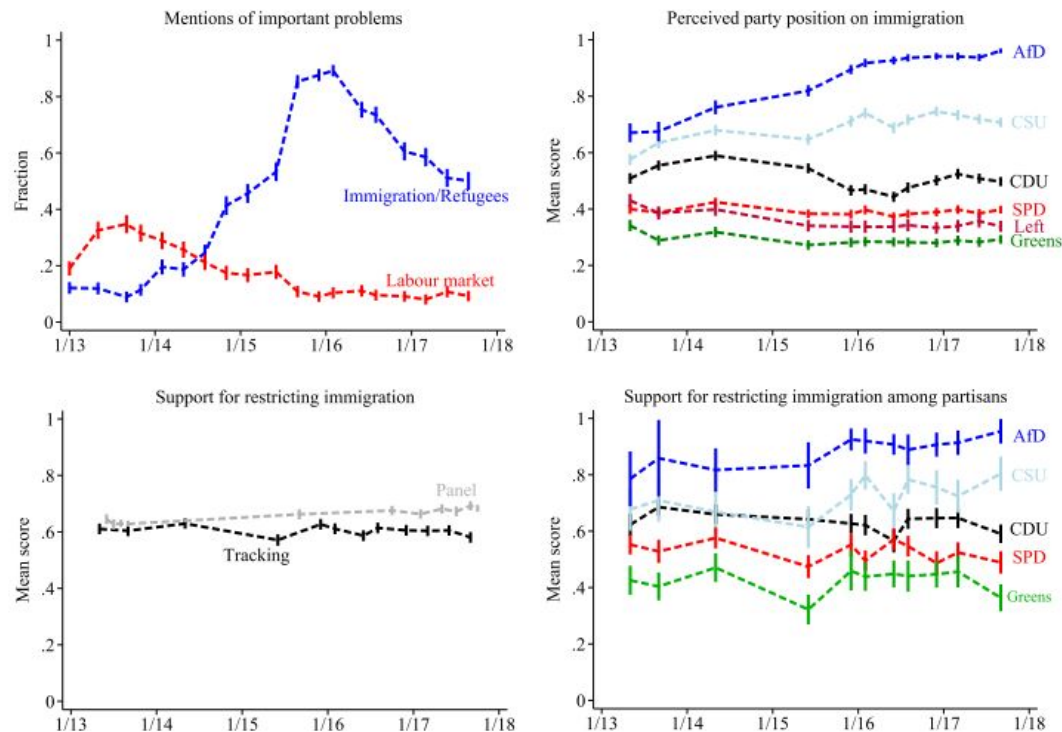 Mentions of important problems
1
.8
.6
.4
.2
0
Fraction
Immigration/Refugees
Labour market
1/13
1/14
1/15
1/16
1/17
1/18
Perceived party position on immigration
1
.8
.6
.4
.2
0
Mean score
AfD
CSU
CDU
SPD
Left
Greens
1/13
1/14
1/15
1/16
1/17
1/18
Support for restricting immigration
1
.8
.6
.4
.2
0
Mean score
Panel
Tracking
1/13
1/14
1/15
1/16
1/17
1/18
Support for restricting immigration among partisans
1
.8
.6
.4
.2
0
Mean score
AfD
CSU
CDU
SPD
Greens
1/13
1/14
1/15
1/16
1/17
1/18